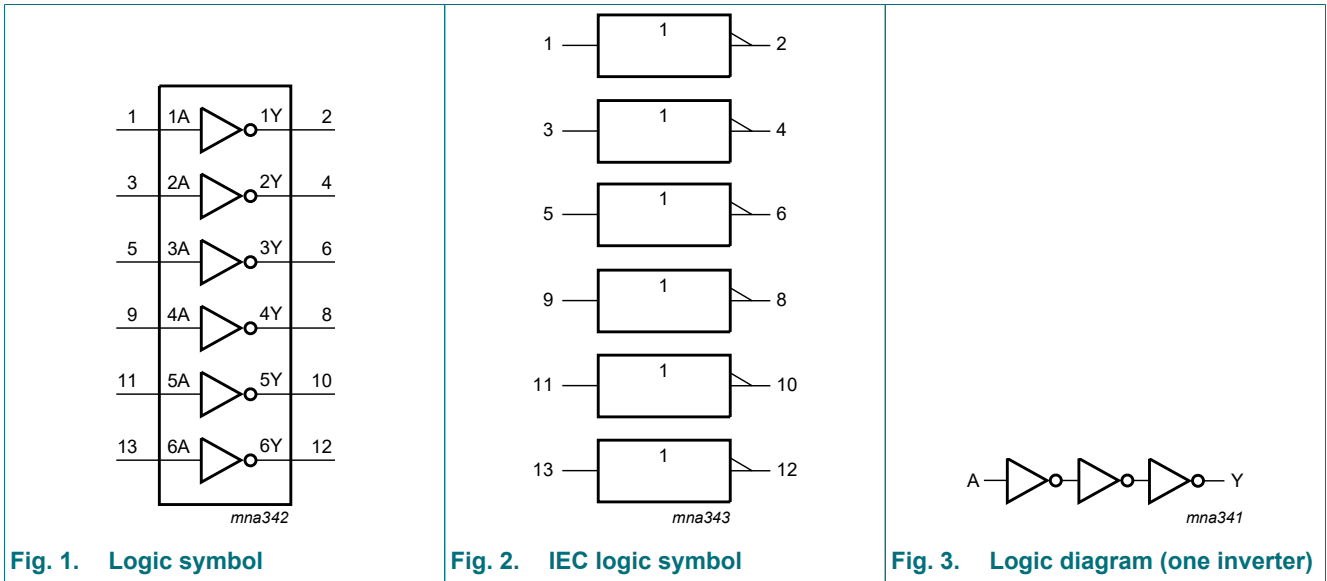 1 1A 1Y 2
3 2A 2Y 4
5 3A 3Y 6
9 4A 4Y 8
11 5A 5Y 10
13 6A 6Y 12
mna342
Fig. 1. Logic symbol
1 1 2
3 1 4
5 1 6
9 1 8
11 1 10
13 1 12
mna343
Fig. 2. IEC logic symbol
A Y
mna341
Fig. 3. Logic diagram (one inverter)